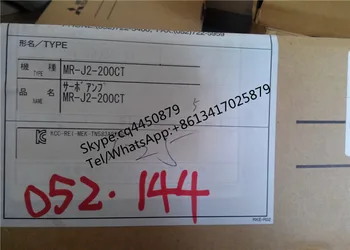 形名/TYPE
機種
TYPE
MR-J2-200CT
品名
NAME
サーボアンプ
MR-J2-200CT
Skype:cq4450879
Tel/WhatsApp:+8613417025879
052.144